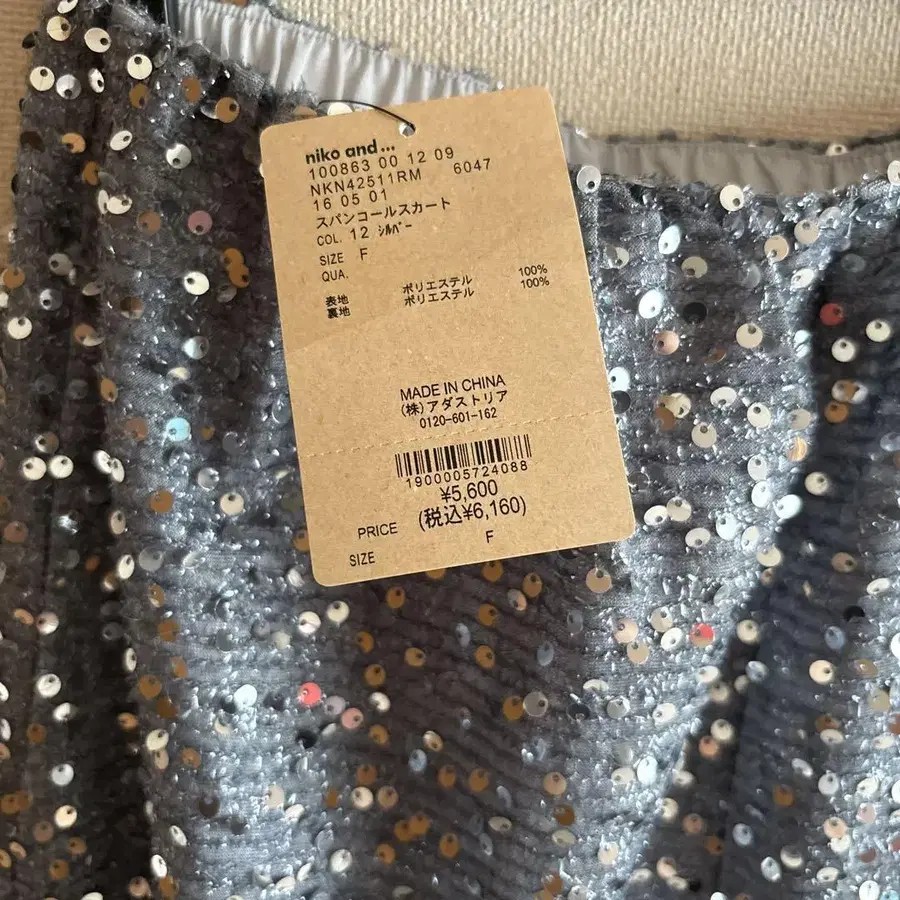 niko and...
100863 00 12 09
NKN42511RM 6047
16 05 01
スパンコールスカート
COL. 12 シルバー
SIZE F
QUA.
表地 ポリエステル 100%
裏地 ポリエステル 100%
MADE IN CHINA
(株)アダストリア
0120-601-162
1900005724088
¥5,600
PRICE (税込¥6,160)
SIZE F